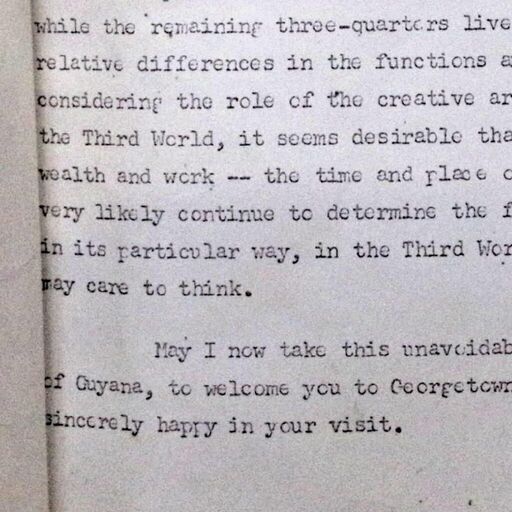 while the remaining three-quarters live
relative differences in the functions a
considering the role of the creative ar
the Third World, it seems desirable tha
wealth and work -- the time and place o
very likely continue to determine the f
in its particular way, in the Third Wor
may care to think.
May I now take this unavoidab
of Guyana, to welcome you to Georgetown
sincerely happy in your visit.